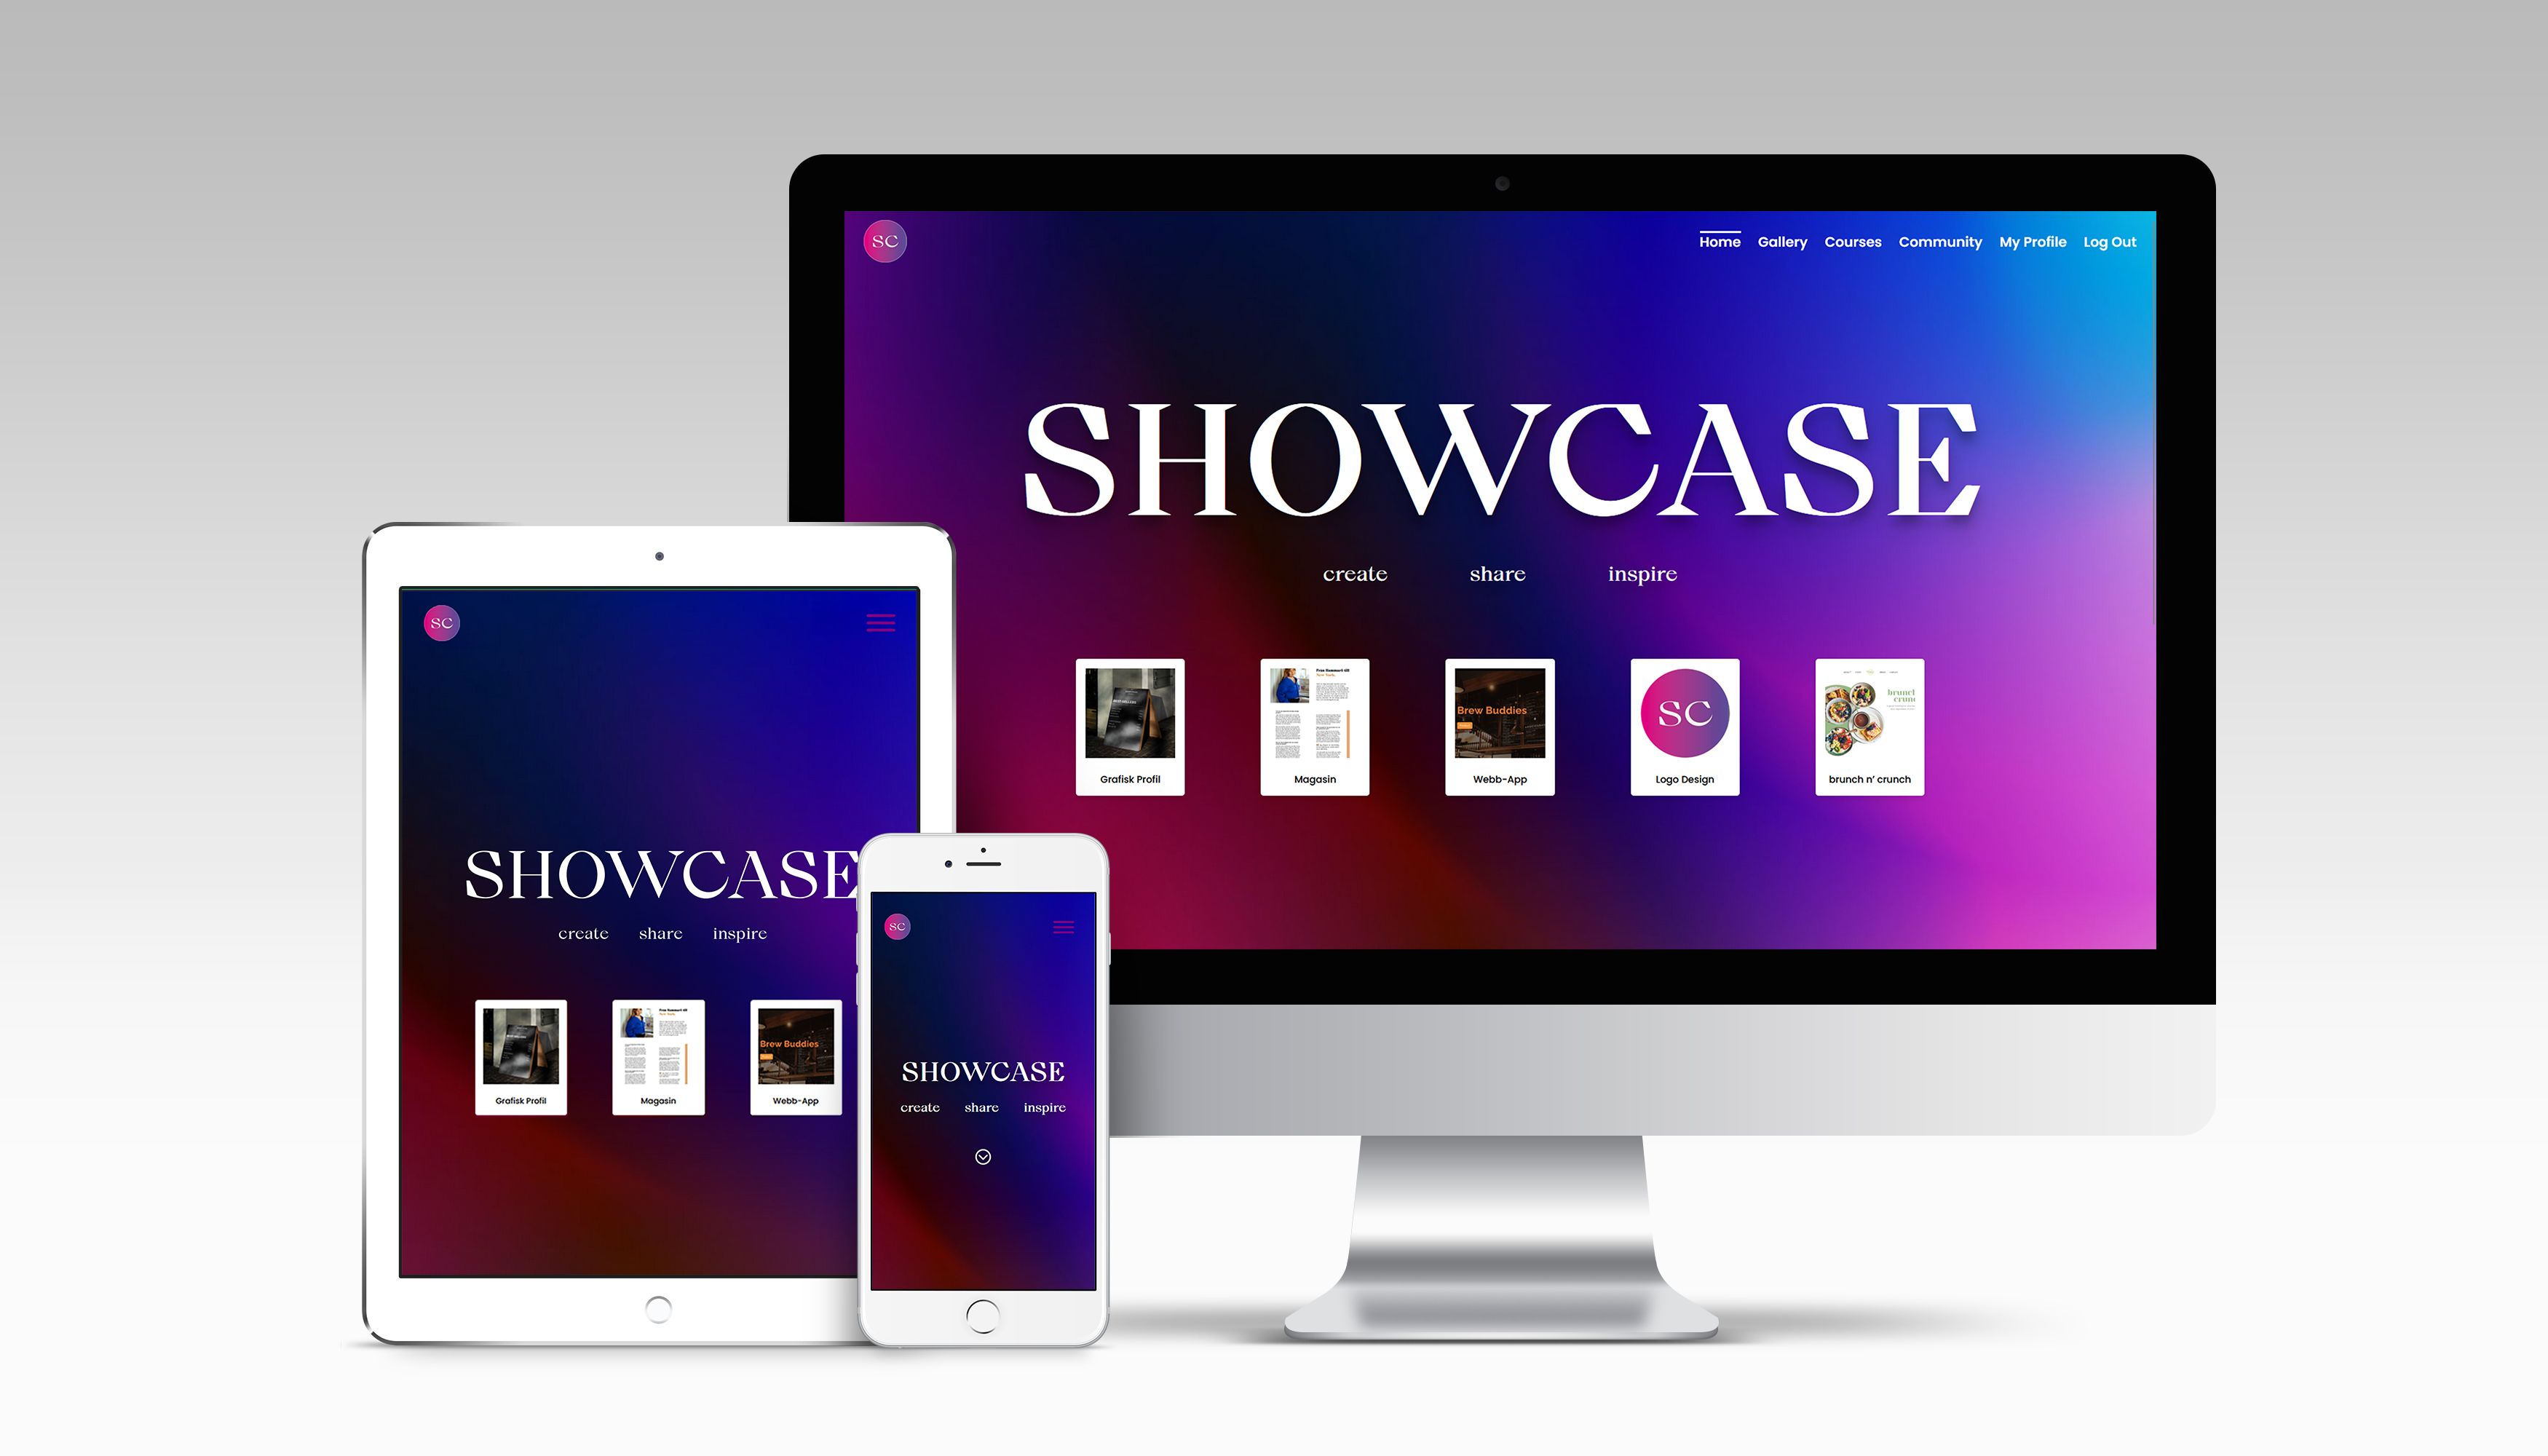 SC
Home Gallery Courses Community My Profile Log Out
SHOWCASE
create share inspire
Brew Buddies
SC
brunch
Grafisk Profil Magasin Webb-App Logo Design brunch n' crunch
SC
SHOWCASE
create share inspire
Brew Buddies
Grafisk Profil Magasin Webb-App
SC
SHOWCASE
create share inspire